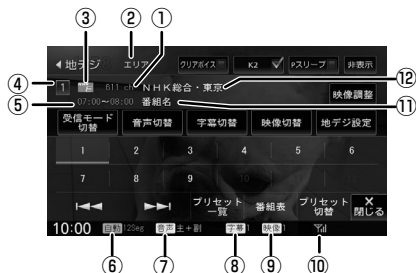 ③ ② ①
◀地デジ エリア クリアボイス K2 Pスリープ 非表示
④ 1 611 ch NHK総合・東京 ⑫
⑤ 07:00～08:00 番組名 ⑪
映像調整
受信モード切替 音声切替 字幕切替 映像切替 地デジ設定
1 2 3 4 5 6
7 8 9 10
プリセット一覧 番組表 プリセット切替 閉じる
10:00 自動 12Seg 音声 主+副 字幕 1 映像 1
⑥ ⑦ ⑧ ⑨ ⑩